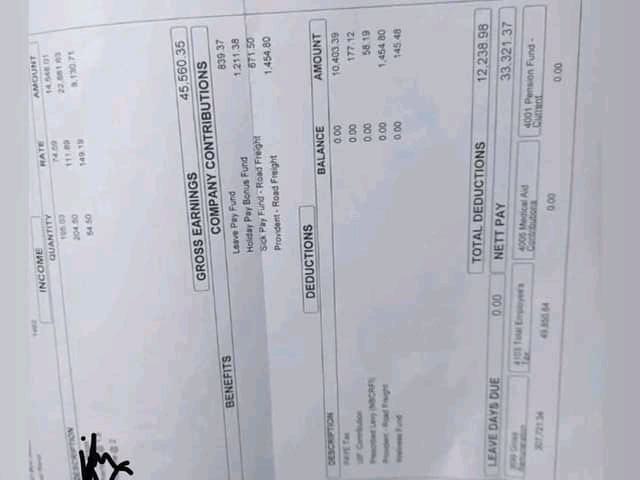 INCOME
DESCRIPTION QUANTITY RATE AMOUNT
195.03 74.59 14,548.01
204.50 111.89 22,881.63
54.50 149.19 8,130.71
GROSS EARNINGS 45,560.35
BENEFITS COMPANY CONTRIBUTIONS
Leave Pay Fund 839.37
Holiday Pay Bonus Fund 1,211.38
Sick Pay Fund - Road Freight 671.50
Provident - Road Freight 1,454.80
DEDUCTIONS
DESCRIPTION BALANCE AMOUNT
PAYE Tax 0.00 10,403.39
UIF Contribution 0.00 177.12
Prescribed Levy (NBCRFI) 0.00 58.19
Provident - Road Freight 0.00 1,454.80
Wellness Fund 0.00 145.48
TOTAL DEDUCTIONS 12,238.98
LEAVE DAYS DUE 0.00 NETT PAY 33,321.37
Gross Remuneration 4103 Total Employee's Tax 4005 Medical Aid Contributions 4001 Pension Fund - Current
307,721.34 49,850.64 0.00 0.00